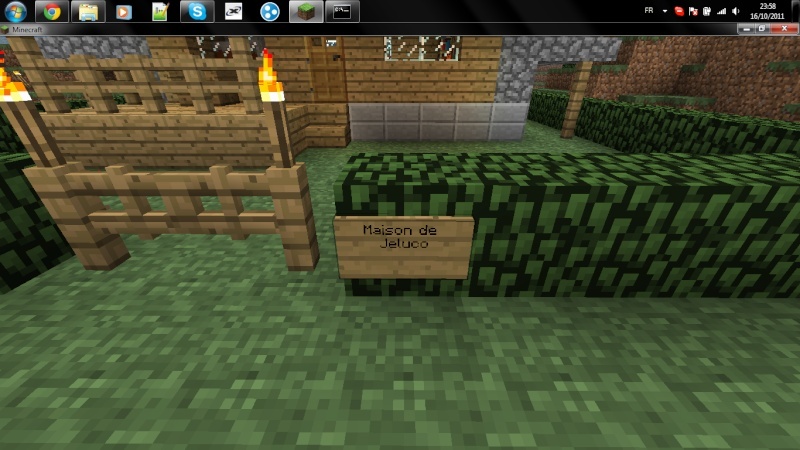 FR
23:58
16/10/2011
Minecraft
Maison de
Jeluco